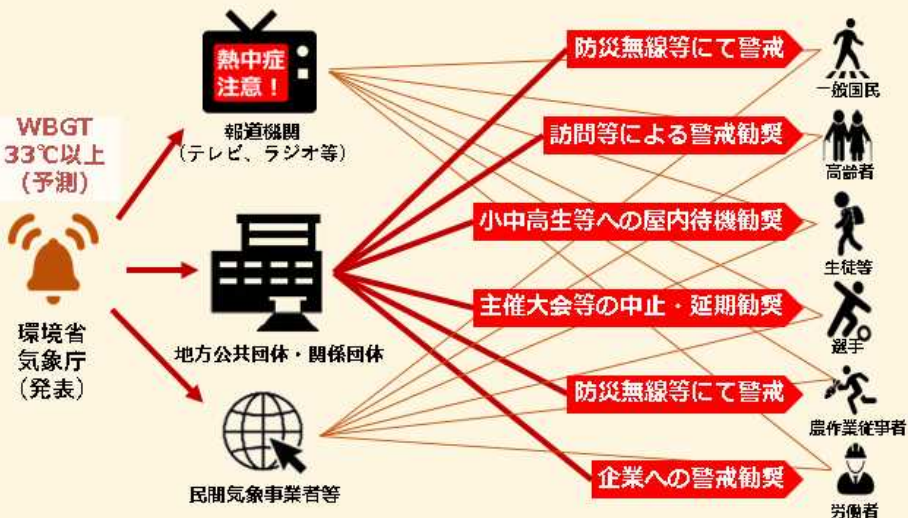 WBGT
33℃以上
(予測)
環境省
気象庁
(発表)
熱中症
注意！
報道機関
(テレビ、ラジオ等)
地方公共団体・関係団体
民間気象事業者等
防災無線等にて警戒
訪問等による警戒勧奨
小中高生等への屋内待機勧奨
主催大会等の中止・延期勧奨
防災無線等にて警戒
企業への警戒勧奨
一般国民
高齢者
生徒等
選手
農作業従事者
労働者